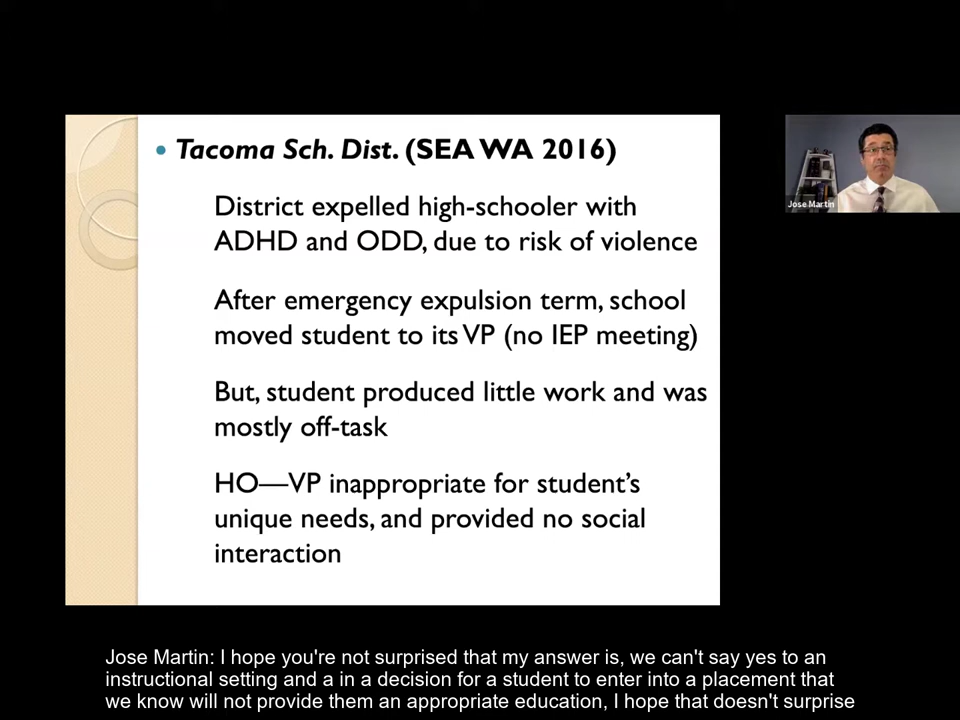 Tacoma Sch. Dist. (SEA WA 2016)
District expelled high-schooler with
ADHD and ODD, due to risk of violence
After emergency expulsion term, school
moved student to its VP (no IEP meeting)
But, student produced little work and was
mostly off-task
HO—VP inappropriate for student's
unique needs, and provided no social
interaction
Jose Martin
Jose Martin: I hope you're not surprised that my answer is, we can't say yes to an
instructional setting and a in a decision for a student to enter into a placement that
we know will not provide them an appropriate education, I hope that doesn't surprise